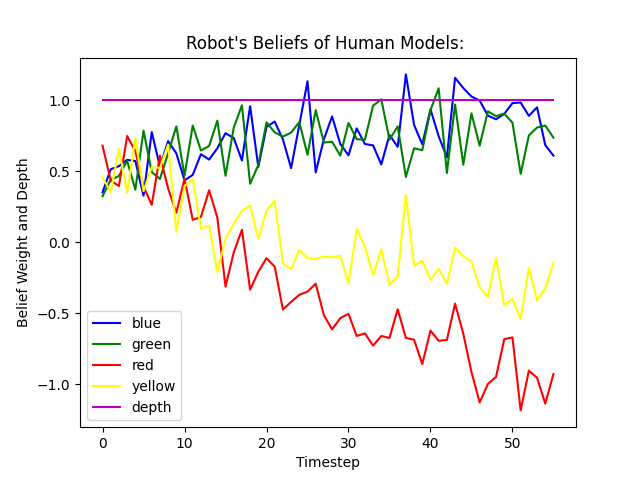 Robot's Beliefs of Human Models:
Belief Weight and Depth
1.0
0.5
0.0
−0.5
−1.0
blue
green
red
yellow
depth
0 10 20 30 40 50
Timestep